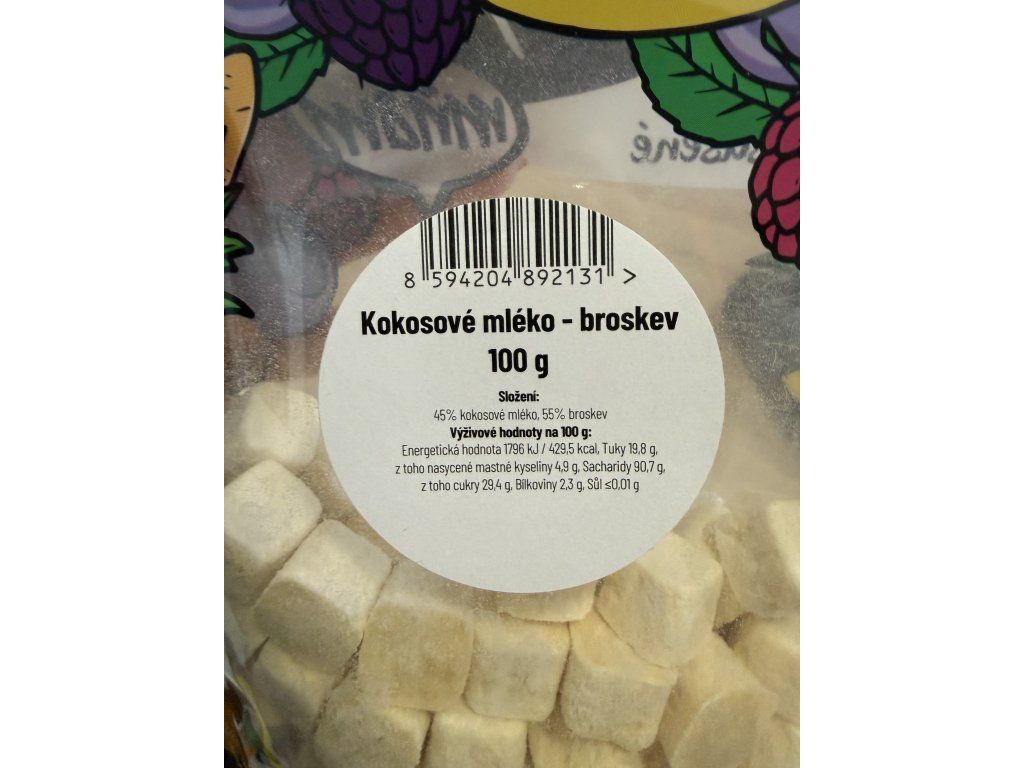 mňam
sušené
8 594204 892131 >
Kokosové mléko - broskev
100 g
Složení:
45% kokosové mléko, 55% broskev
Výživové hodnoty na 100 g:
Energetická hodnota 1796 kJ / 429,5 kcal, Tuky 19,8 g,
z toho nasycené mastné kyseliny 4,9 g, Sacharidy 90,7 g,
z toho cukry 29,4 g, Bílkoviny 2,3 g, Sůl ≤0,01 g